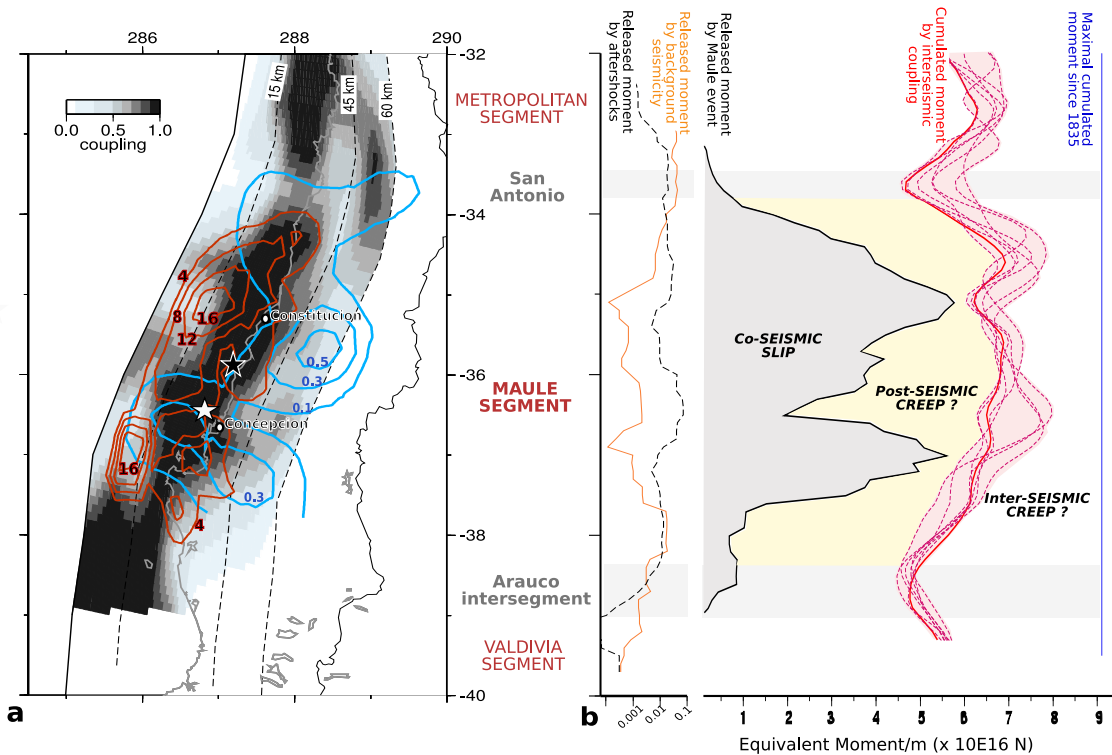 286
288
290
-32
-34
-36
-38
-40
15 km
45 km
60 km
0.0
0.5
1.0
coupling
4
8
16
12
Constitucion
0.5
0.3
0.1
Concepcion
16
0.3
4
a
METROPOLITAN
SEGMENT
San
Antonio
MAULE
SEGMENT
Arauco
intersegment
VALDIVIA
SEGMENT
Released moment
by aftershocks
Released moment
by background
seismicity
Released moment
by Maule event
Cumulated moment
by interseismic
coupling
Maximal cumulated
moment since 1835
Co-SEISMIC
SLIP
Post-SEISMIC
CREEP ?
Inter-SEISMIC
CREEP ?
b
0.001
0.01
0.1
1
2
3
4
5
6
7
8
9
Equivalent Moment/m (x 10E16 N)